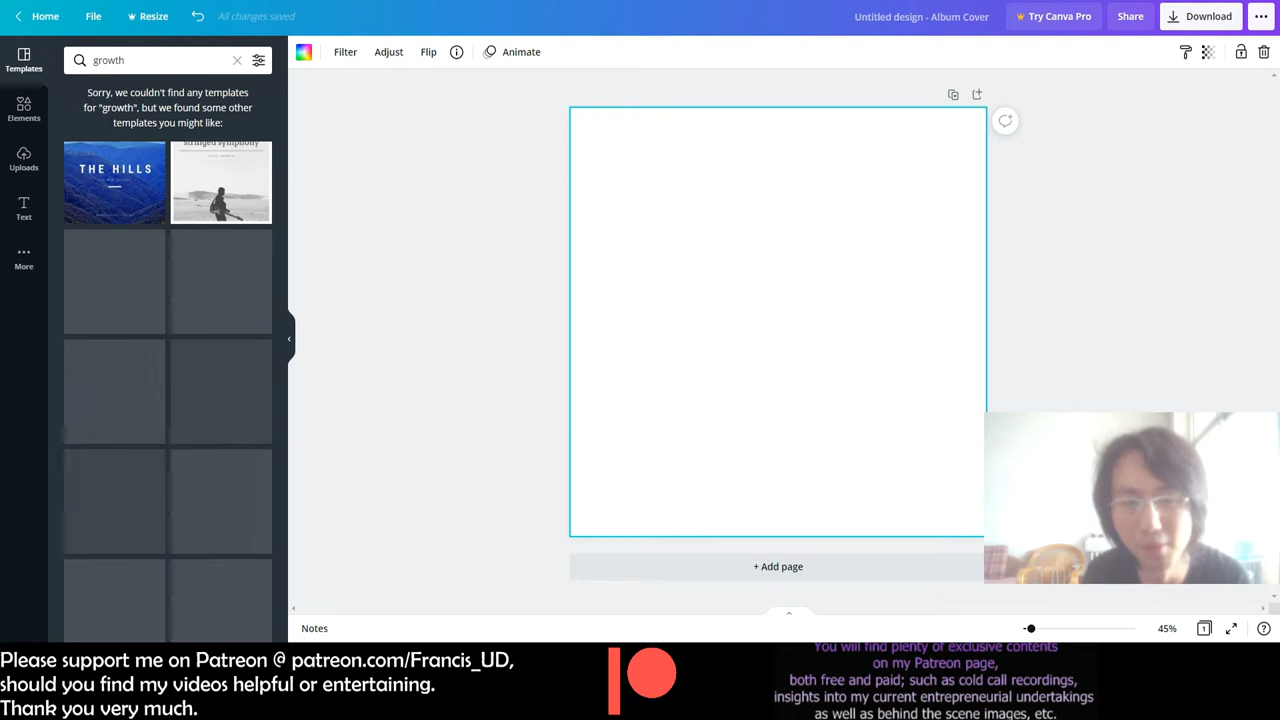 Home
File
Resize
All changes saved
Untitled design - Album Cover
Try Canva Pro
Share
Download
Templates
growth
Filter
Adjust
Flip
Animate
Sorry, we couldn't find any templates
for "growth", but we found some other
templates you might like:
Elements
Uploads
Text
More
THE HILLS
stringed symphony
+ Add page
Notes
45%
1
Please support me on Patreon @ patreon.com/Francis_UD,
should you find my videos helpful or entertaining.
Thank you very much.
You will find plenty of exclusive contents
on my Patreon page,
both free and paid; such as cold call recordings,
insights into my current entrepreneurial undertakings
as well as behind the scene images, etc.